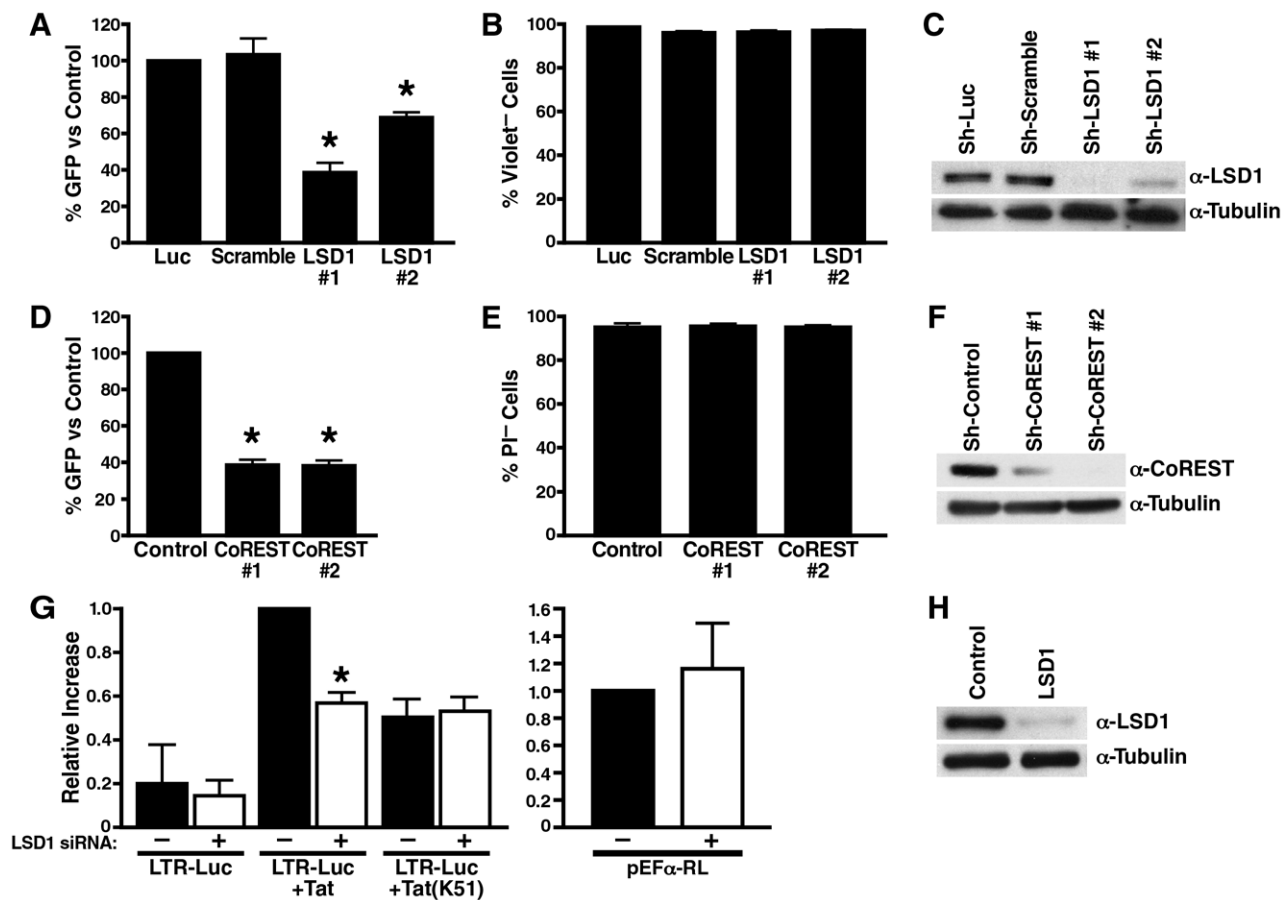 A
% GFP vs Control
120
100
80
60
40
20
0
*
*
Luc
Scramble
LSD1
#1
LSD1
#2
B
% Violet⁻ Cells
100
80
60
40
20
0
Luc
Scramble
LSD1
#1
LSD1
#2
C
Sh-Luc
Sh-Scramble
Sh-LSD1 #1
Sh-LSD1 #2
α-LSD1
α-Tubulin
D
% GFP vs Control
120
100
80
60
40
20
0
*
*
Control
CoREST
#1
CoREST
#2
E
% PI⁻ Cells
100
80
60
40
20
0
Control
CoREST
#1
CoREST
#2
F
Sh-Control
Sh-CoREST #1
Sh-CoREST #2
α-CoREST
α-Tubulin
G
Relative Increase
1.0
0.8
0.6
0.4
0.2
0
*
LSD1 siRNA: − + − + − +
LTR-Luc
LTR-Luc
+Tat
LTR-Luc
+Tat(K51)
1.6
1.4
1.2
1.0
0.8
0.6
0.4
0.2
0
− +
pEFα-RL
H
Control
LSD1
α-LSD1
α-Tubulin